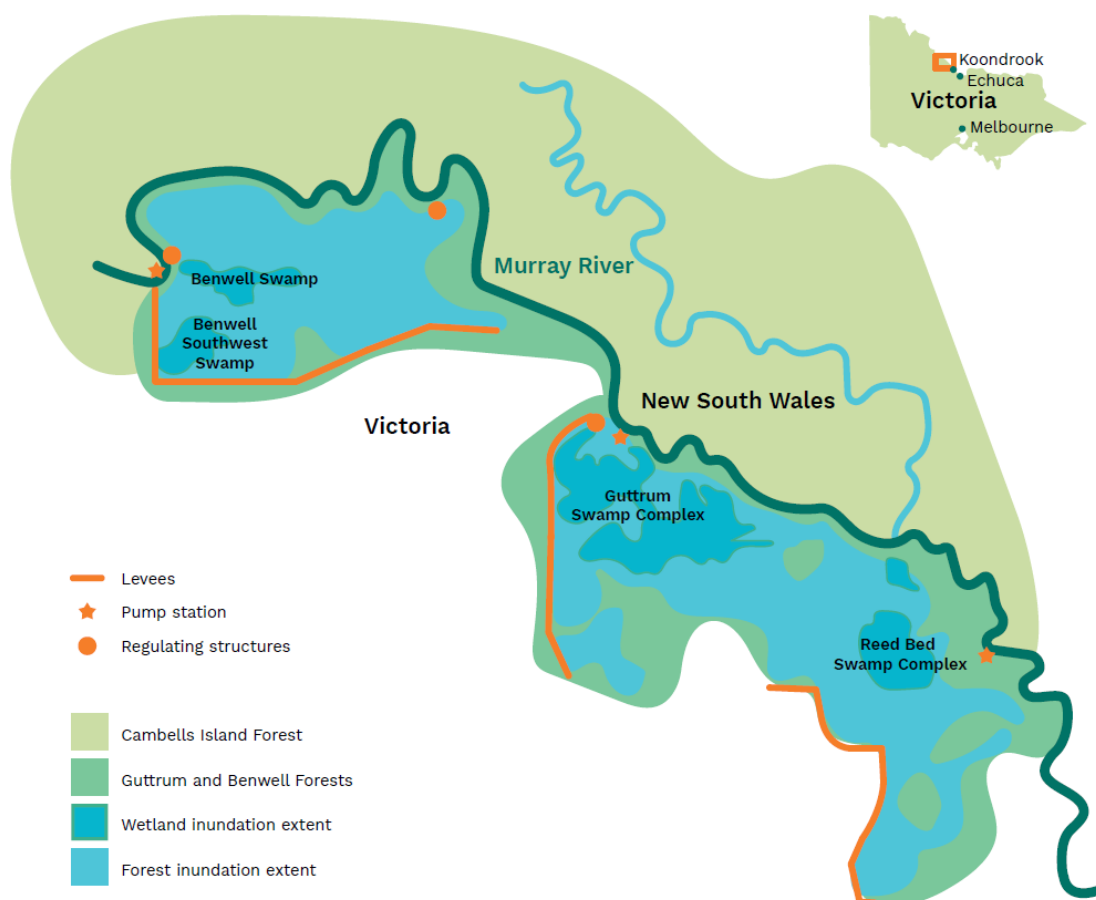 Koondrook
Echuca
Victoria
Melbourne
Murray River
Benwell Swamp
Benwell
Southwest
Swamp
New South Wales
Victoria
Guttrum
Swamp Complex
Reed Bed
Swamp Complex
Levees
Pump station
Regulating structures
Cambells Island Forest
Guttrum and Benwell Forests
Wetland inundation extent
Forest inundation extent